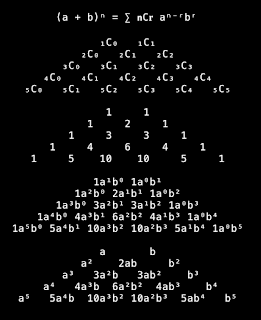 (a + b)ⁿ = ∑ nCr aⁿ⁻ʳbʳ
₁C₀ ₁C₁
₂C₀ ₂C₁ ₂C₂
₃C₀ ₃C₁ ₃C₂ ₃C₃
₄C₀ ₄C₁ ₄C₂ ₄C₃ ₄C₄
₅C₀ ₅C₁ ₅C₂ ₅C₃ ₅C₄ ₅C₅
1 1
1 2 1
1 3 3 1
1 4 6 4 1
1 5 10 10 5 1
1a¹b⁰ 1a⁰b¹
1a²b⁰ 2a¹b¹ 1a⁰b²
1a³b⁰ 3a²b¹ 3a¹b² 1a⁰b³
1a⁴b⁰ 4a³b¹ 6a²b² 4a¹b³ 1a⁰b⁴
1a⁵b⁰ 5a⁴b¹ 10a³b² 10a²b³ 5a¹b⁴ 1a⁰b⁵
a b
a² 2ab b²
a³ 3a²b 3ab² b³
a⁴ 4a³b 6a²b² 4ab³ b⁴
a⁵ 5a⁴b 10a³b² 10a²b³ 5ab⁴ b⁵